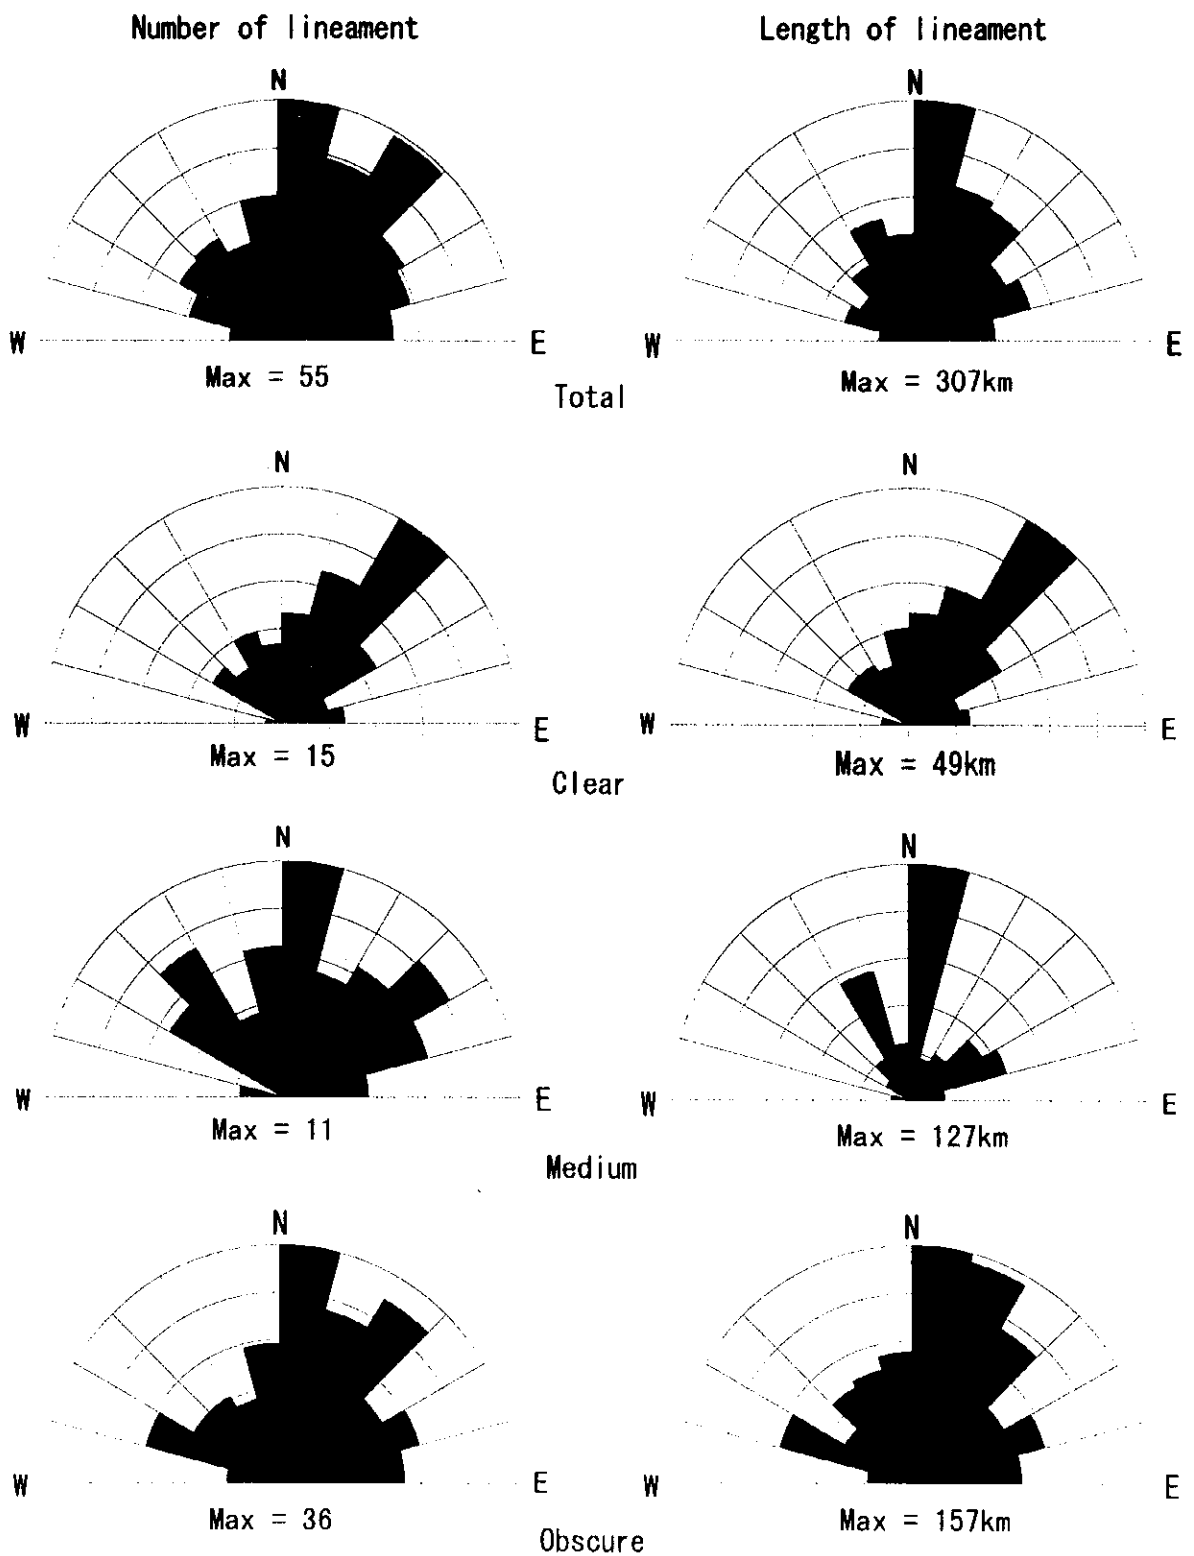 Number of lineament
Length of lineament
N
N
W
E
W
E
Max = 55
Max = 307km
Total
N
N
W
E
W
E
Max = 15
Max = 49km
Clear
N
N
W
E
W
E
Max = 11
Max = 127km
Medium
N
N
W
E
W
E
Max = 36
Max = 157km
Obscure